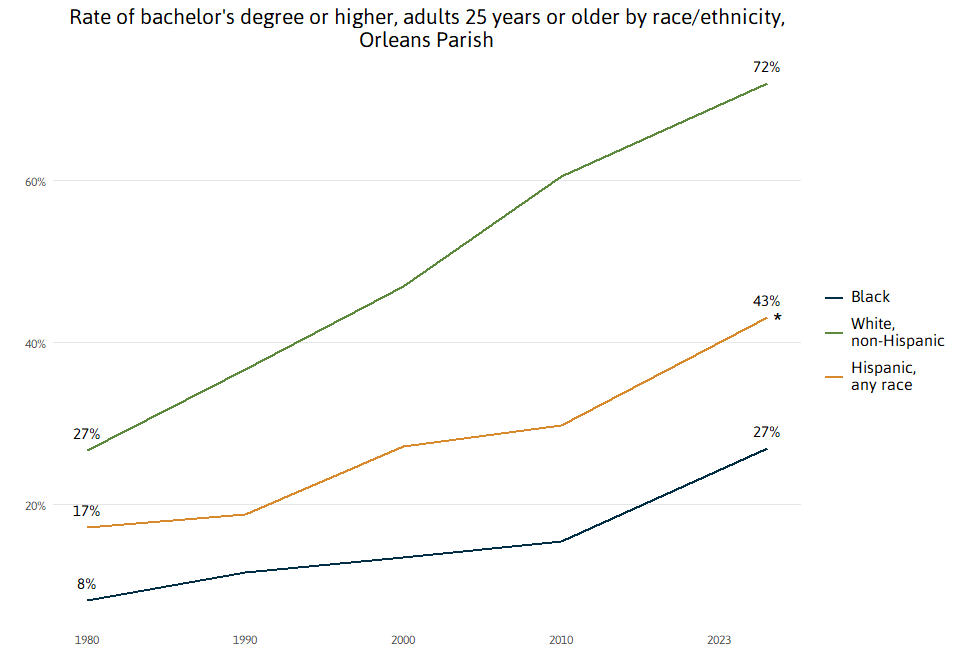 Rate of bachelor's degree or higher, adults 25 years or older by race/ethnicity,
Orleans Parish
72%
60%
43%
*
40%
27%
27%
20%
17%
8%
Black
White,
non-Hispanic
Hispanic,
any race
1980 1990 2000 2010 2023